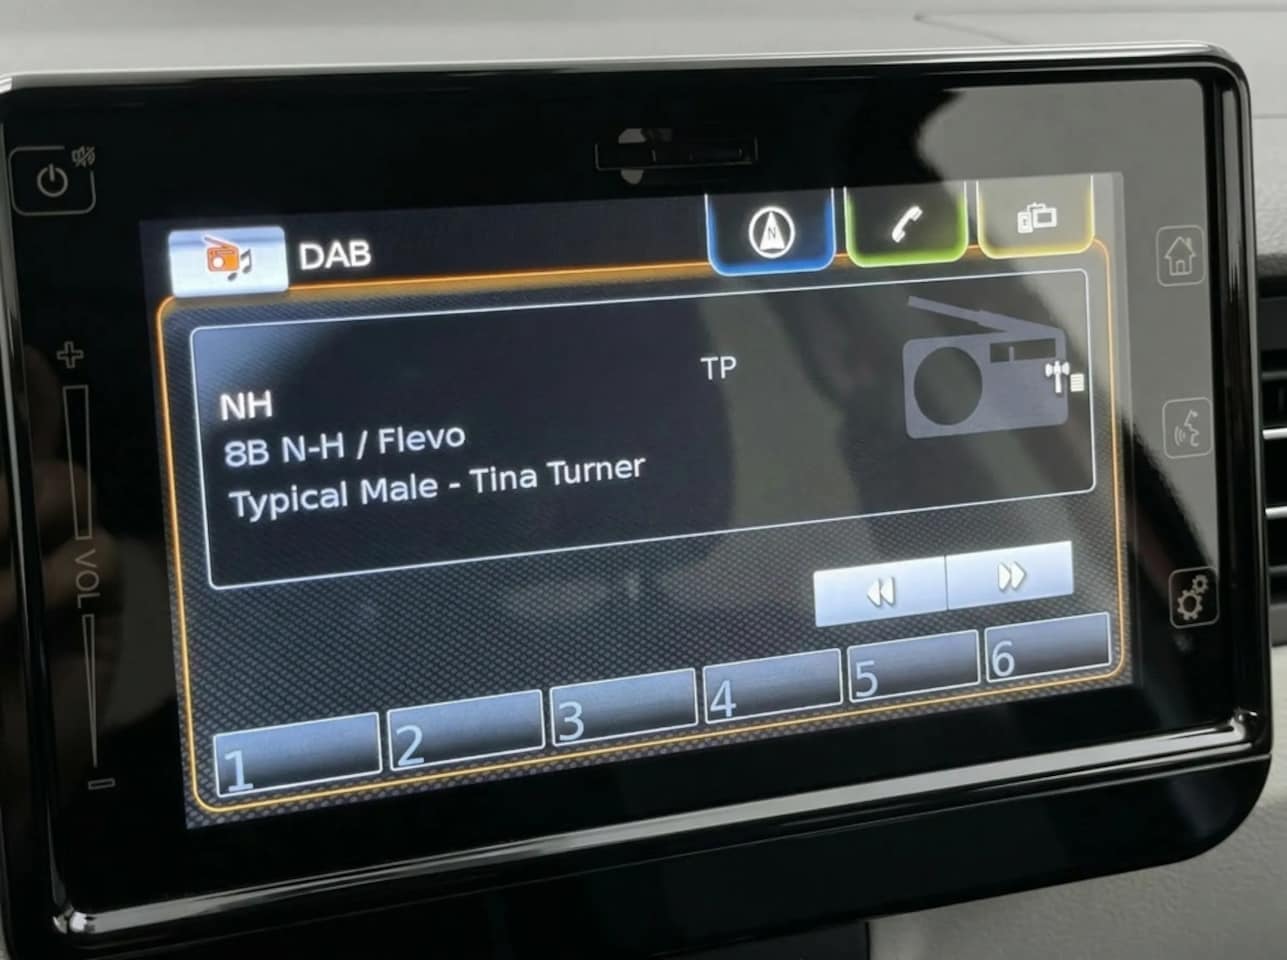 DAB
N
TP
NH
8B N-H / Flevo
Typical Male - Tina Turner
1 2 3 4 5 6
+
VOL
-